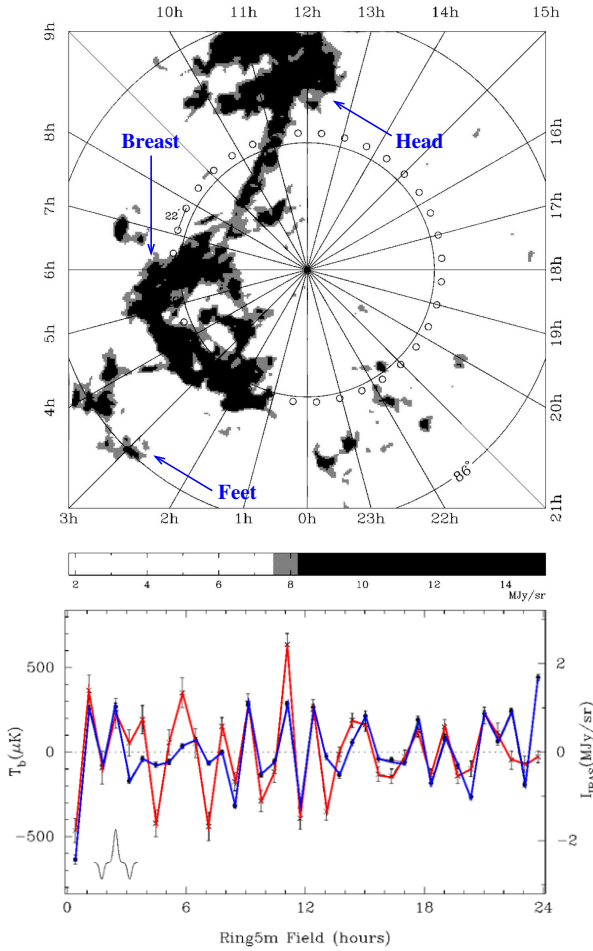 10h 11h 12h 13h 14h 15h
9h
8h
Breast
Head
16h
7h
22
17h
6h
18h
5h
19h
4h
20h
86°
Feet
21h
3h 2h 1h 0h 23h 22h
2 4 6 8 10 12 14
MJy/sr
T_b(μK)
500
0
−500
2
0
−2
I_IRAS(MJy/sr)
0 6 12 18 24
Ring5m Field (hours)